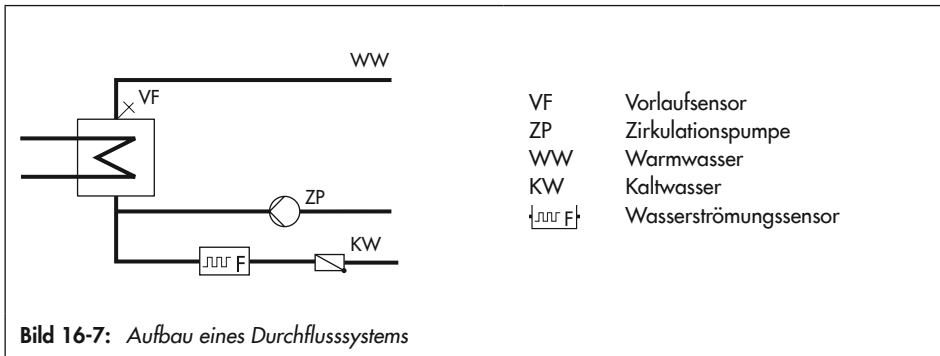 WW
VF
ZP
KW
F
VF Vorlaufsensor
ZP Zirkulationspumpe
WW Warmwasser
KW Kaltwasser
F Wasserströmungssensor
Bild 16-7: Aufbau eines Durchflusssystems